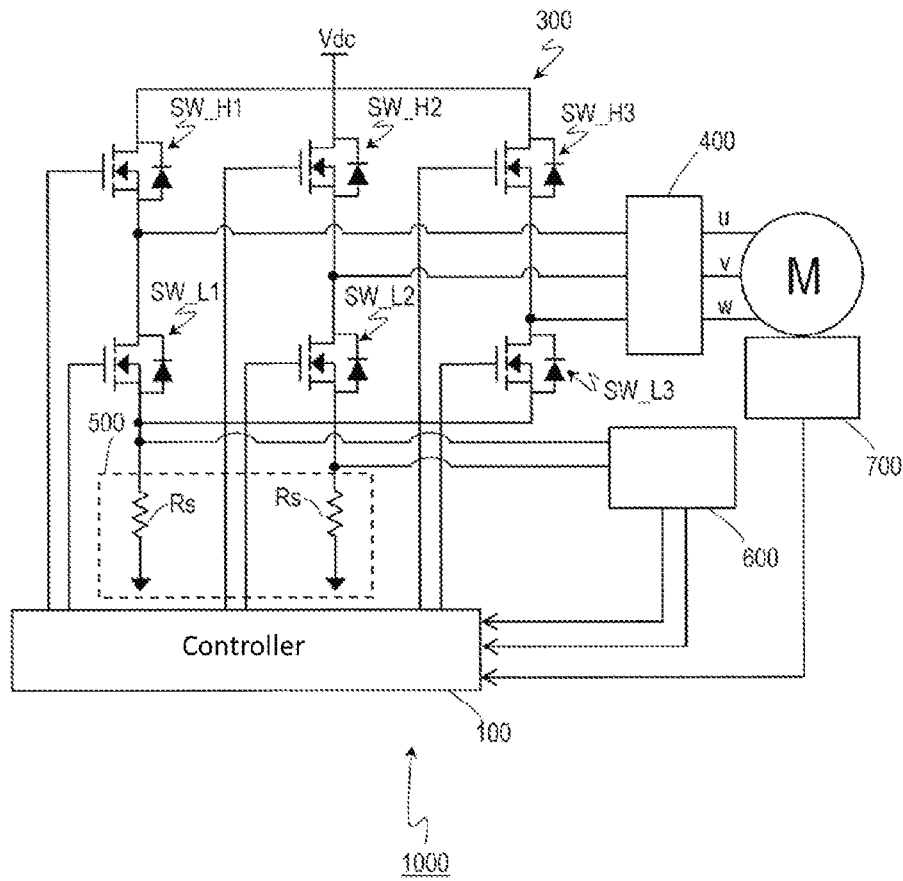 300
Vdc
SW_H1
SW_H2
SW_H3
400
u
v
w
M
SW_L1
SW_L2
SW_L3
500
700
Rs
Rs
600
Controller
100
1000